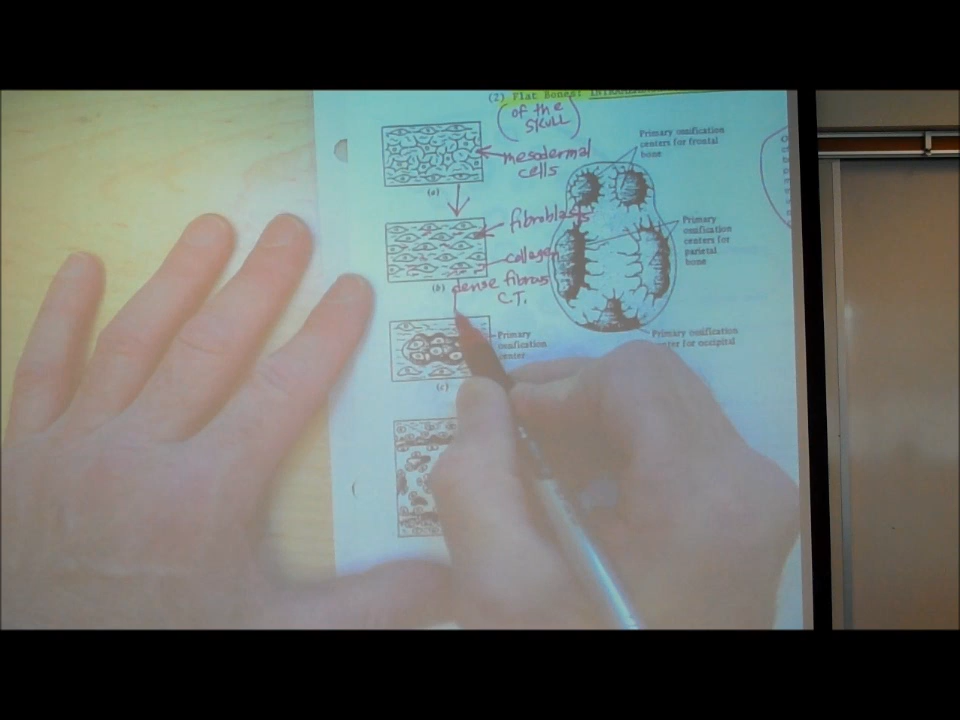 (2) Flat Bones:
(of the
SKULL)
mesodermal
cells
(a)
Primary ossification
centers for frontal
bone
fibroblasts
collagen
(b) dense fibrous
C.T.
Primary
ossification
centers for
parietal
bone
Primary
ossification
center
(c)
Primary ossification
center for occipital